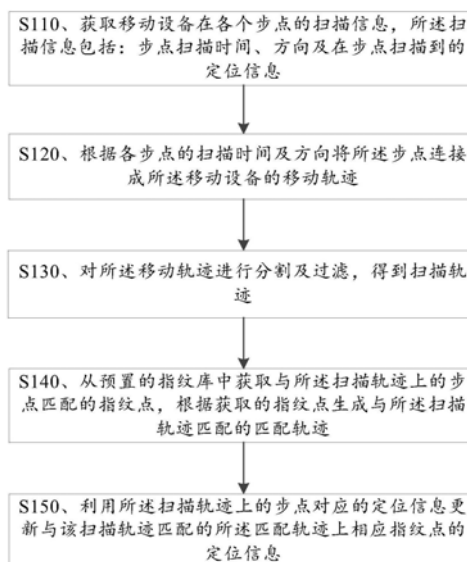 S110、获取移动设备在各个步点的扫描信息，所述扫
描信息包括：步点扫描时间、方向及在步点扫描到的
定位信息
S120、根据各步点的扫描时间及方向将所述步点连接
成所述移动设备的移动轨迹
S130、对所述移动轨迹进行分割及过滤，得到扫描轨
迹
S140、从预置的指纹库中获取与所述扫描轨迹上的步
点匹配的指纹点，根据获取的指纹点生成与所述扫描
轨迹匹配的匹配轨迹
S150、利用所述扫描轨迹上的步点对应的定位信息更
新与该扫描轨迹匹配的所述匹配轨迹上相应指纹点的
定位信息